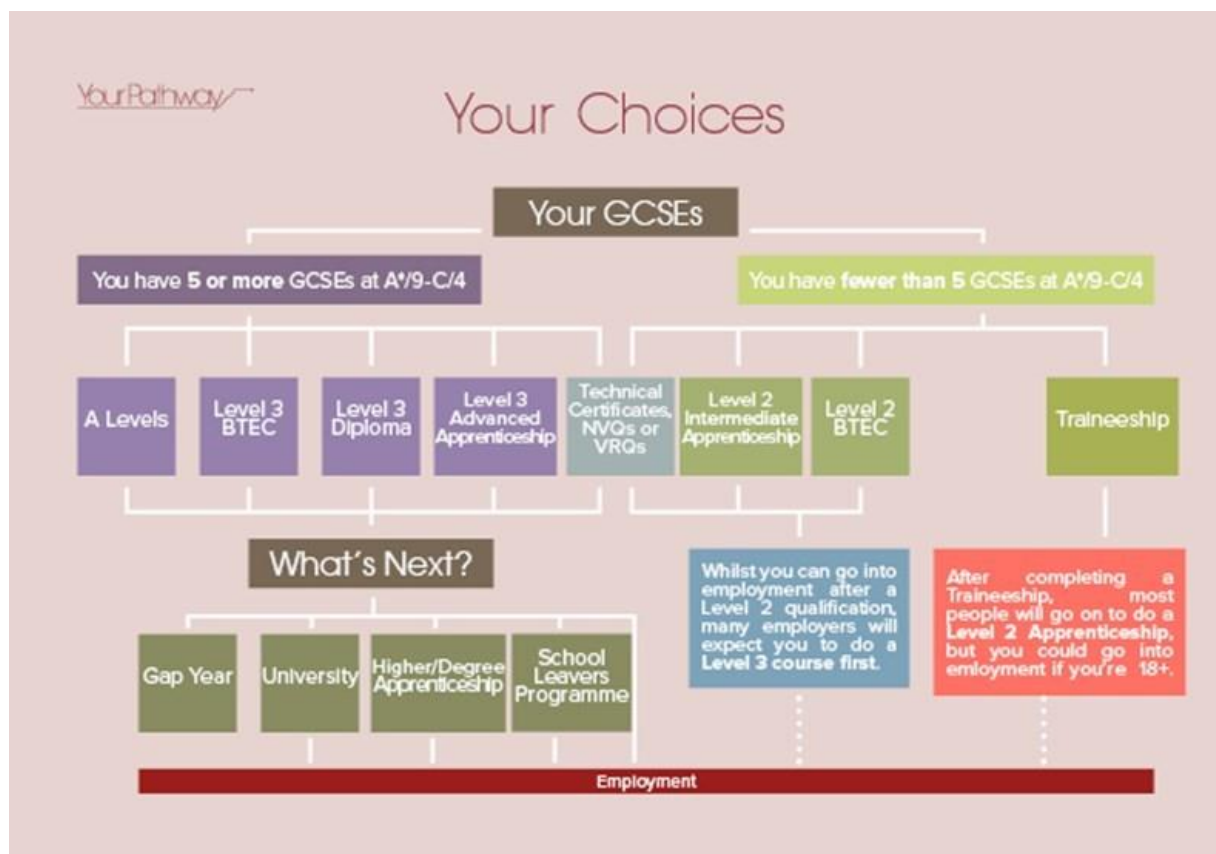 YourPathway
Your Choices
Your GCSEs
You have 5 or more GCSEs at A*/9-C/4
You have fewer than 5 GCSEs at A*/9-C/4
A Levels
Level 3
BTEC
Level 3
Diploma
Level 3
Advanced
Apprenticeship
Technical
Certificates,
NVQs or
VRQs
Level 2
Intermediate
Apprenticeship
Level 2
BTEC
Traineeship
What's Next?
Whilst you can go into
employment after a
Level 2 qualification,
many employers will
expect you to do a
Level 3 course first.
After completing a
Traineeship, most
people will go on to do a
Level 2 Apprenticeship,
but you could go into
emloyment if you're 18+.
Gap Year
University
Higher/Degree
Apprenticeship
School
Leavers
Programme
Employment